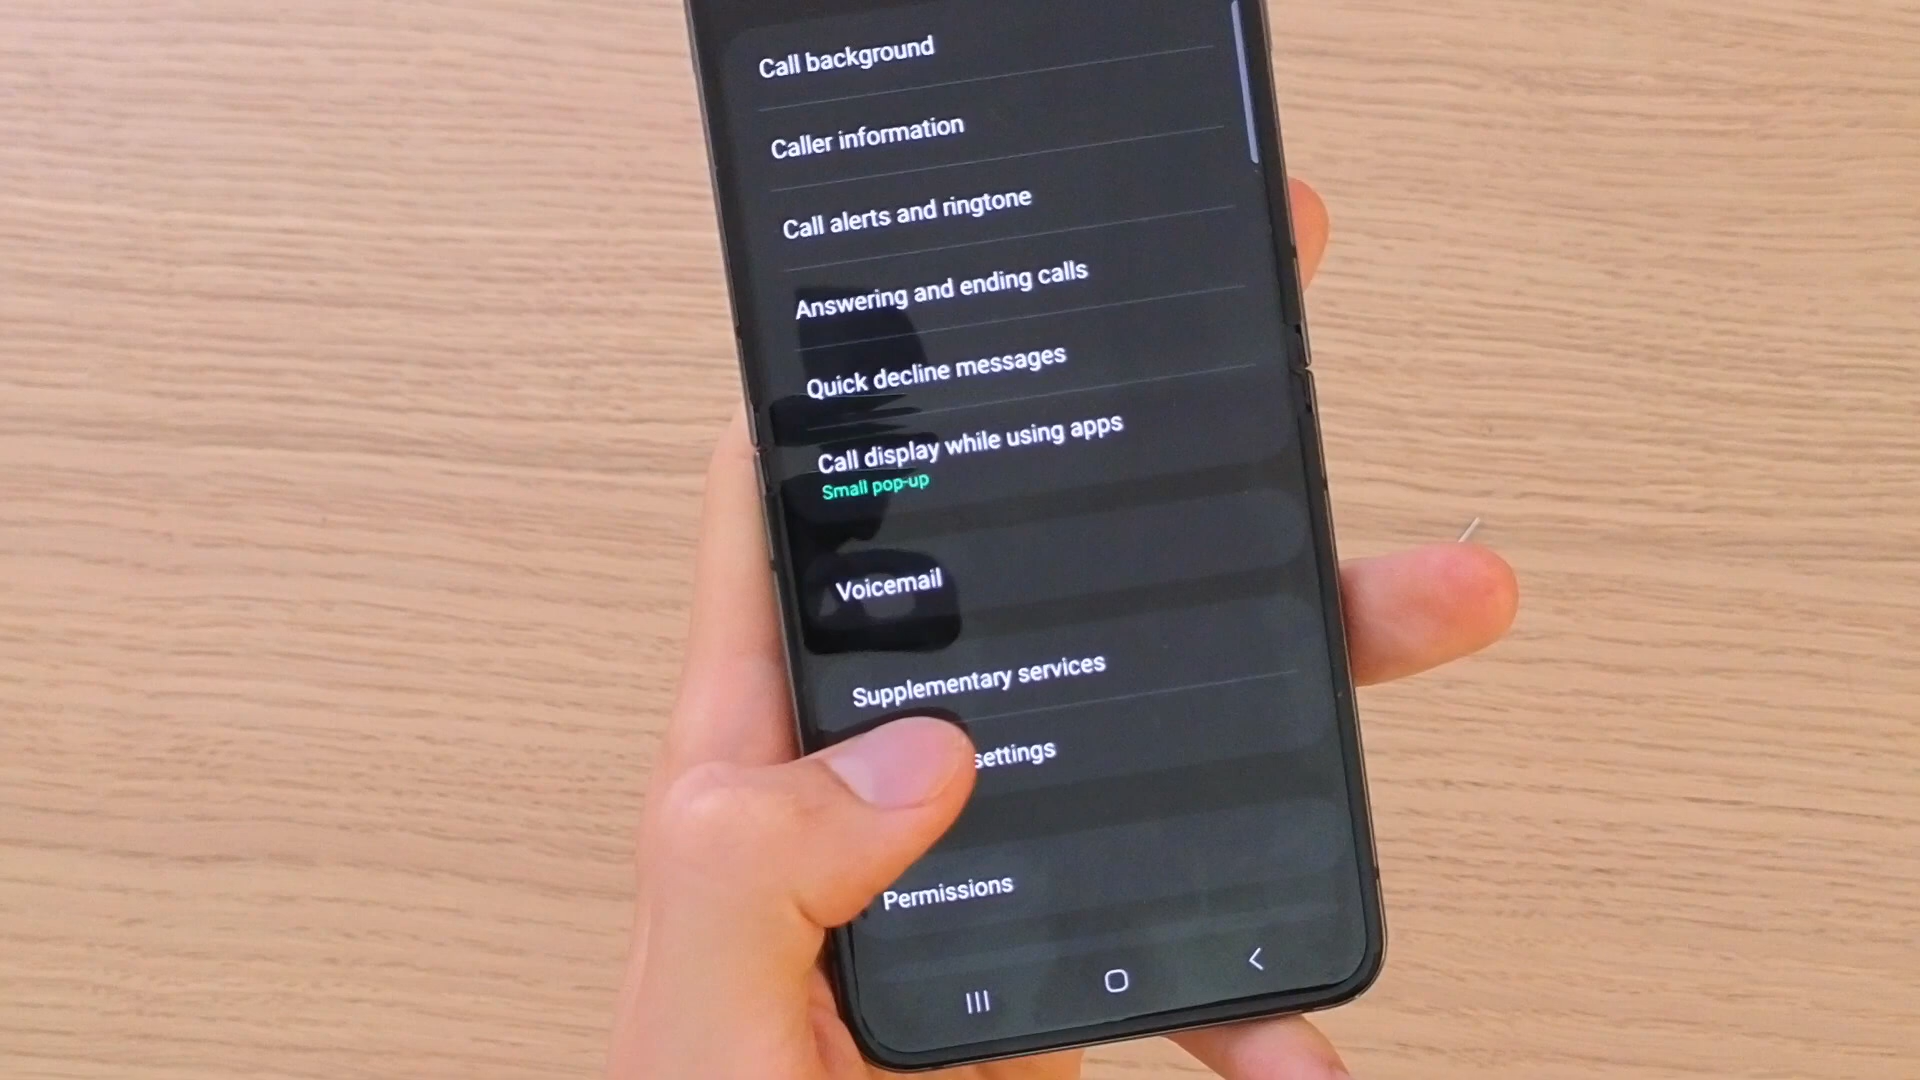 Call background
Caller information
Call alerts and ringtone
Answering and ending calls
Quick decline messages
Call display while using apps
Small pop-up
Voicemail
Supplementary services
settings
Permissions